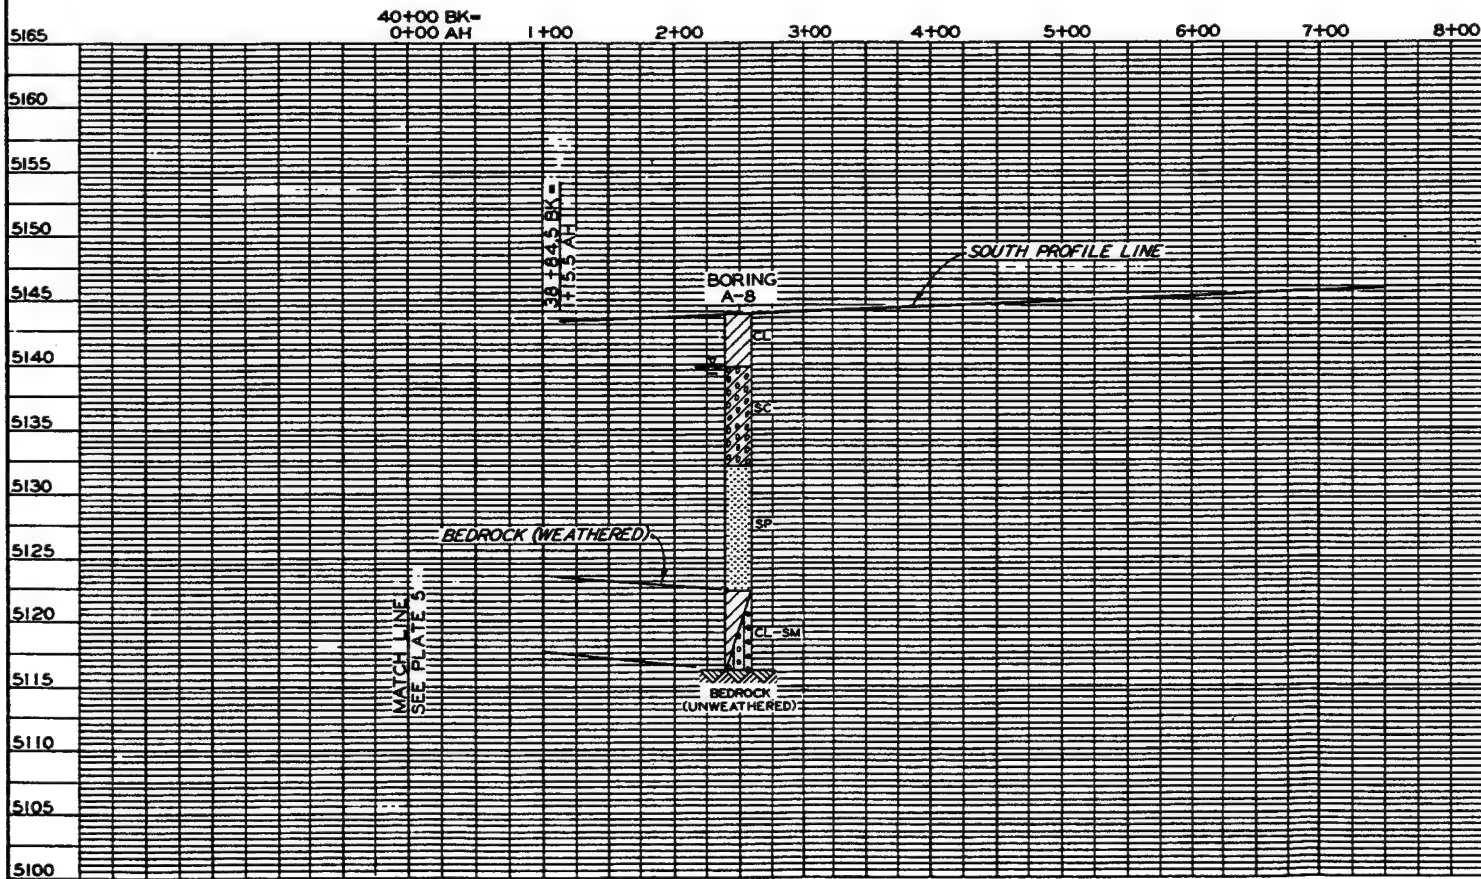 40+00 BK=
0+00 AH 1+00 2+00 3+00 4+00 5+00 6+00 7+00 8+00
5165
5160
5155
5150
5145
5140
5135
5130
5125
5120
5115
5110
5105
5100
38+84.5 BK=
1+15.5 AH
SOUTH PROFILE LINE
BORING
A-8
CL
SC
SP
BEDROCK (WEATHERED)
CL-SM
BEDROCK
(UNWEATHERED)
MATCH LINE
SEE PLATE 5